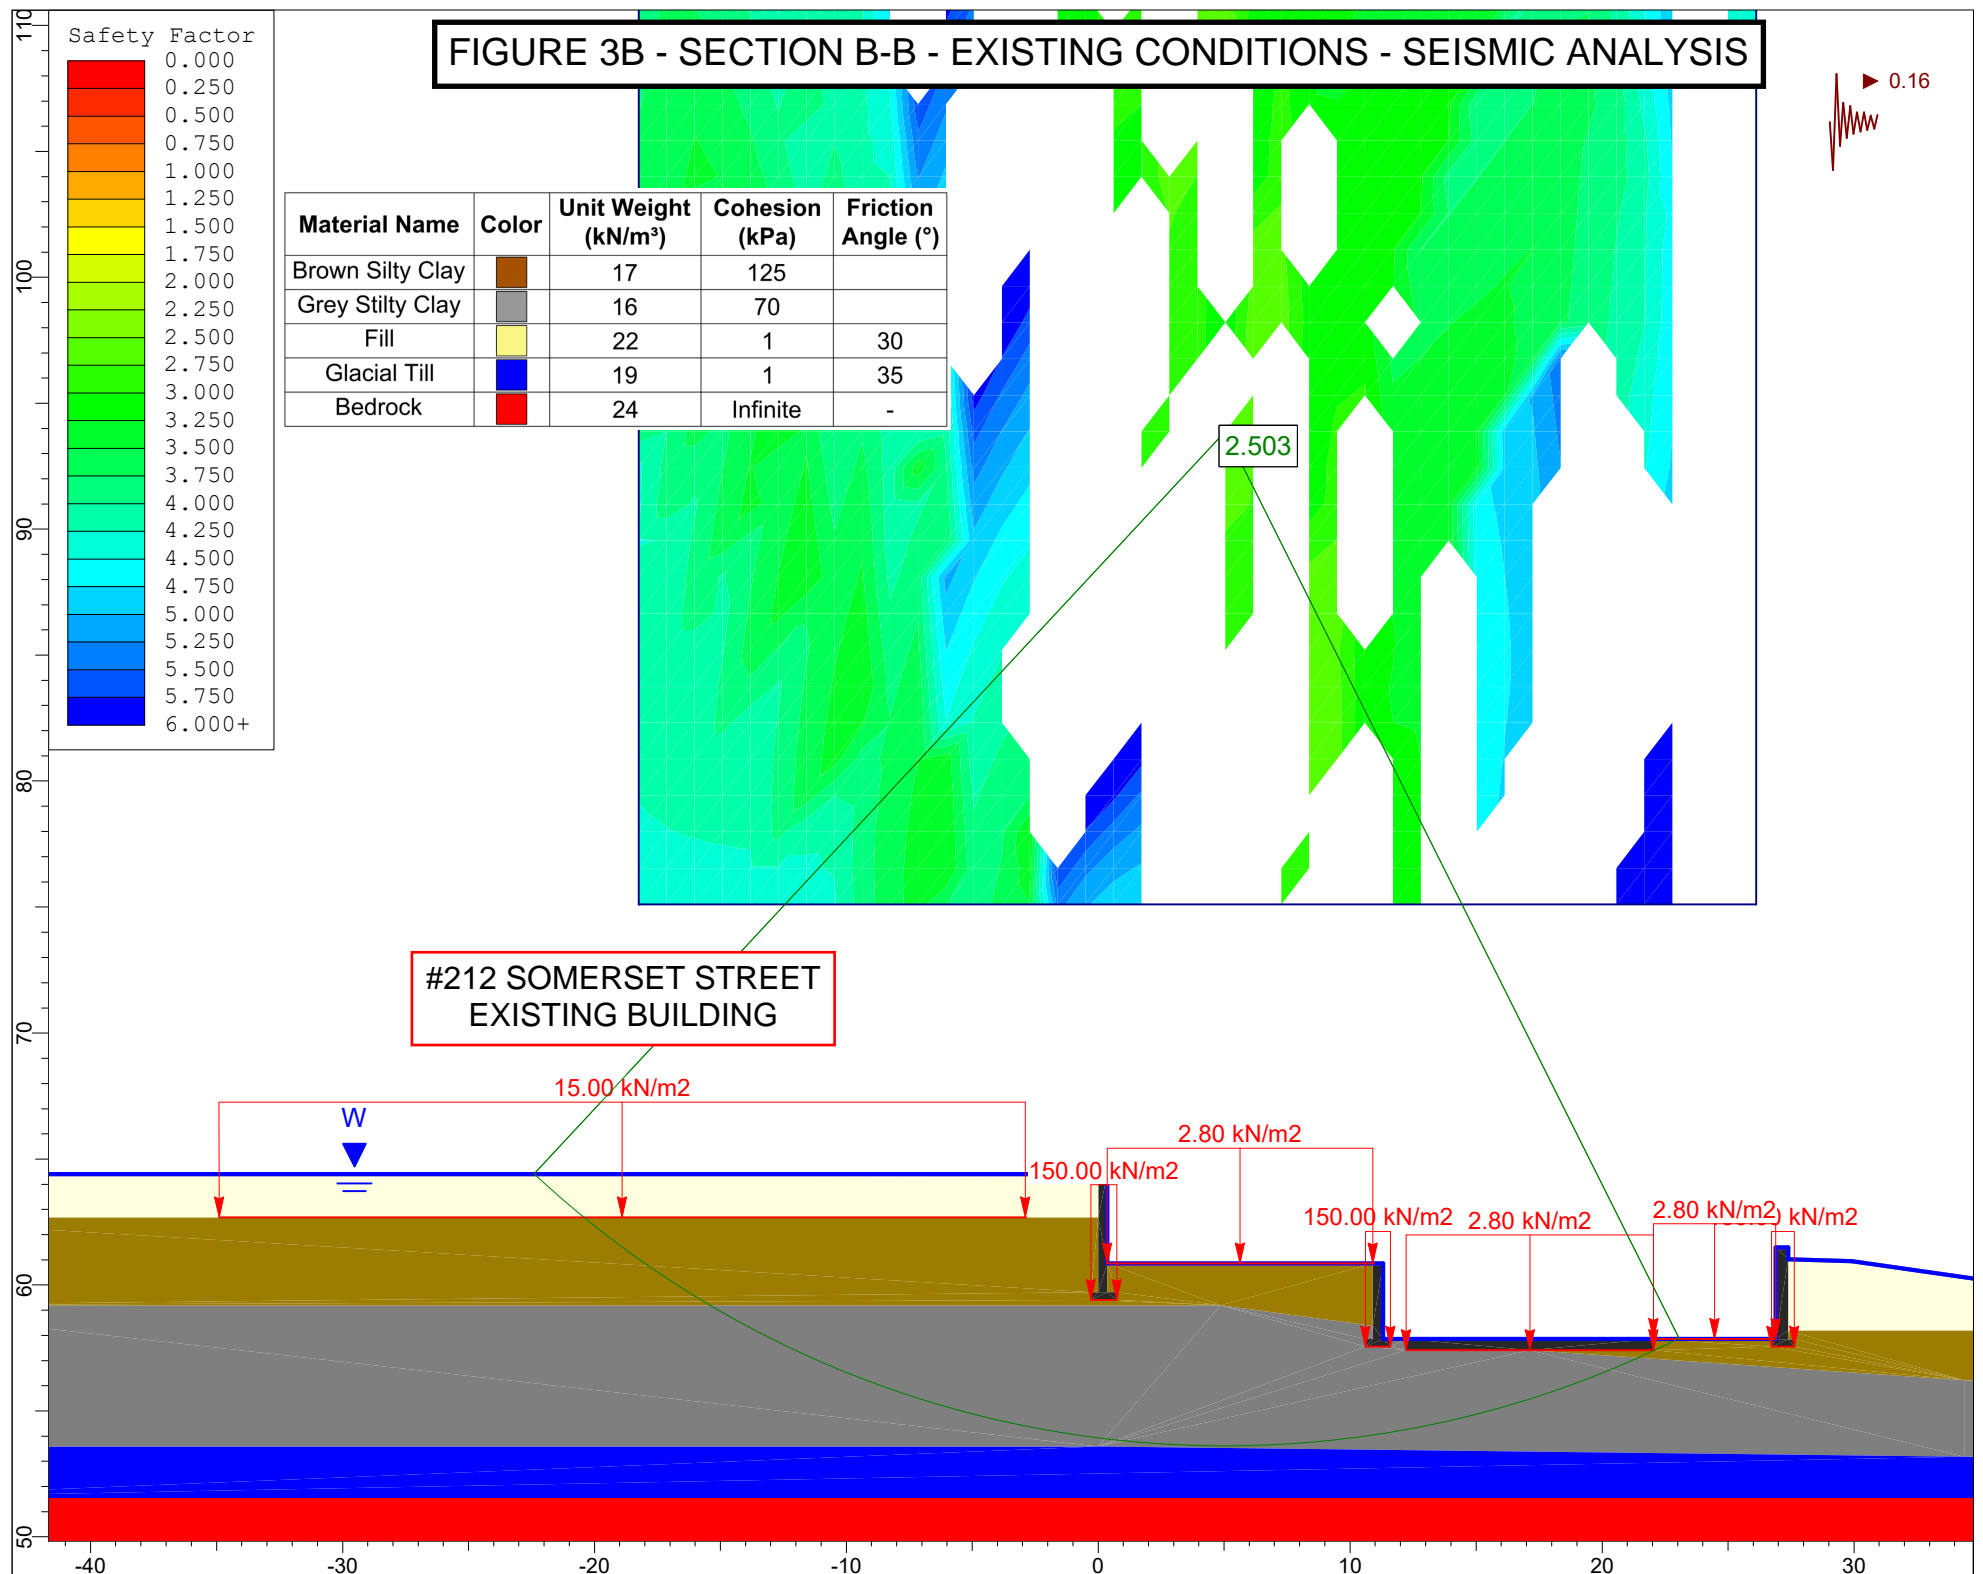 FIGURE 3B - SECTION B-B - EXISTING CONDITIONS - SEISMIC ANALYSIS
Safety Factor
0.000
0.250
0.500
0.750
1.000
1.250
1.500
1.750
2.000
2.250
2.500
2.750
3.000
3.250
3.500
3.750
4.000
4.250
4.500
4.750
5.000
5.250
5.500
5.750
6.000+
0.16
Material Name Color Unit Weight (kN/m³) Cohesion (kPa) Friction Angle (°)
Brown Silty Clay 17 125
Grey Stilty Clay 16 70
Fill 22 1 30
Glacial Till 19 1 35
Bedrock 24 Infinite -
2.503
#212 SOMERSET STREET
EXISTING BUILDING
15.00 kN/m2
W
2.80 kN/m2
150.00 kN/m2
150.00 kN/m2
2.80 kN/m2
2.80 kN/m2
kN/m2
110
100
90
80
70
60
50
-40 -30 -20 -10 0 10 20 30